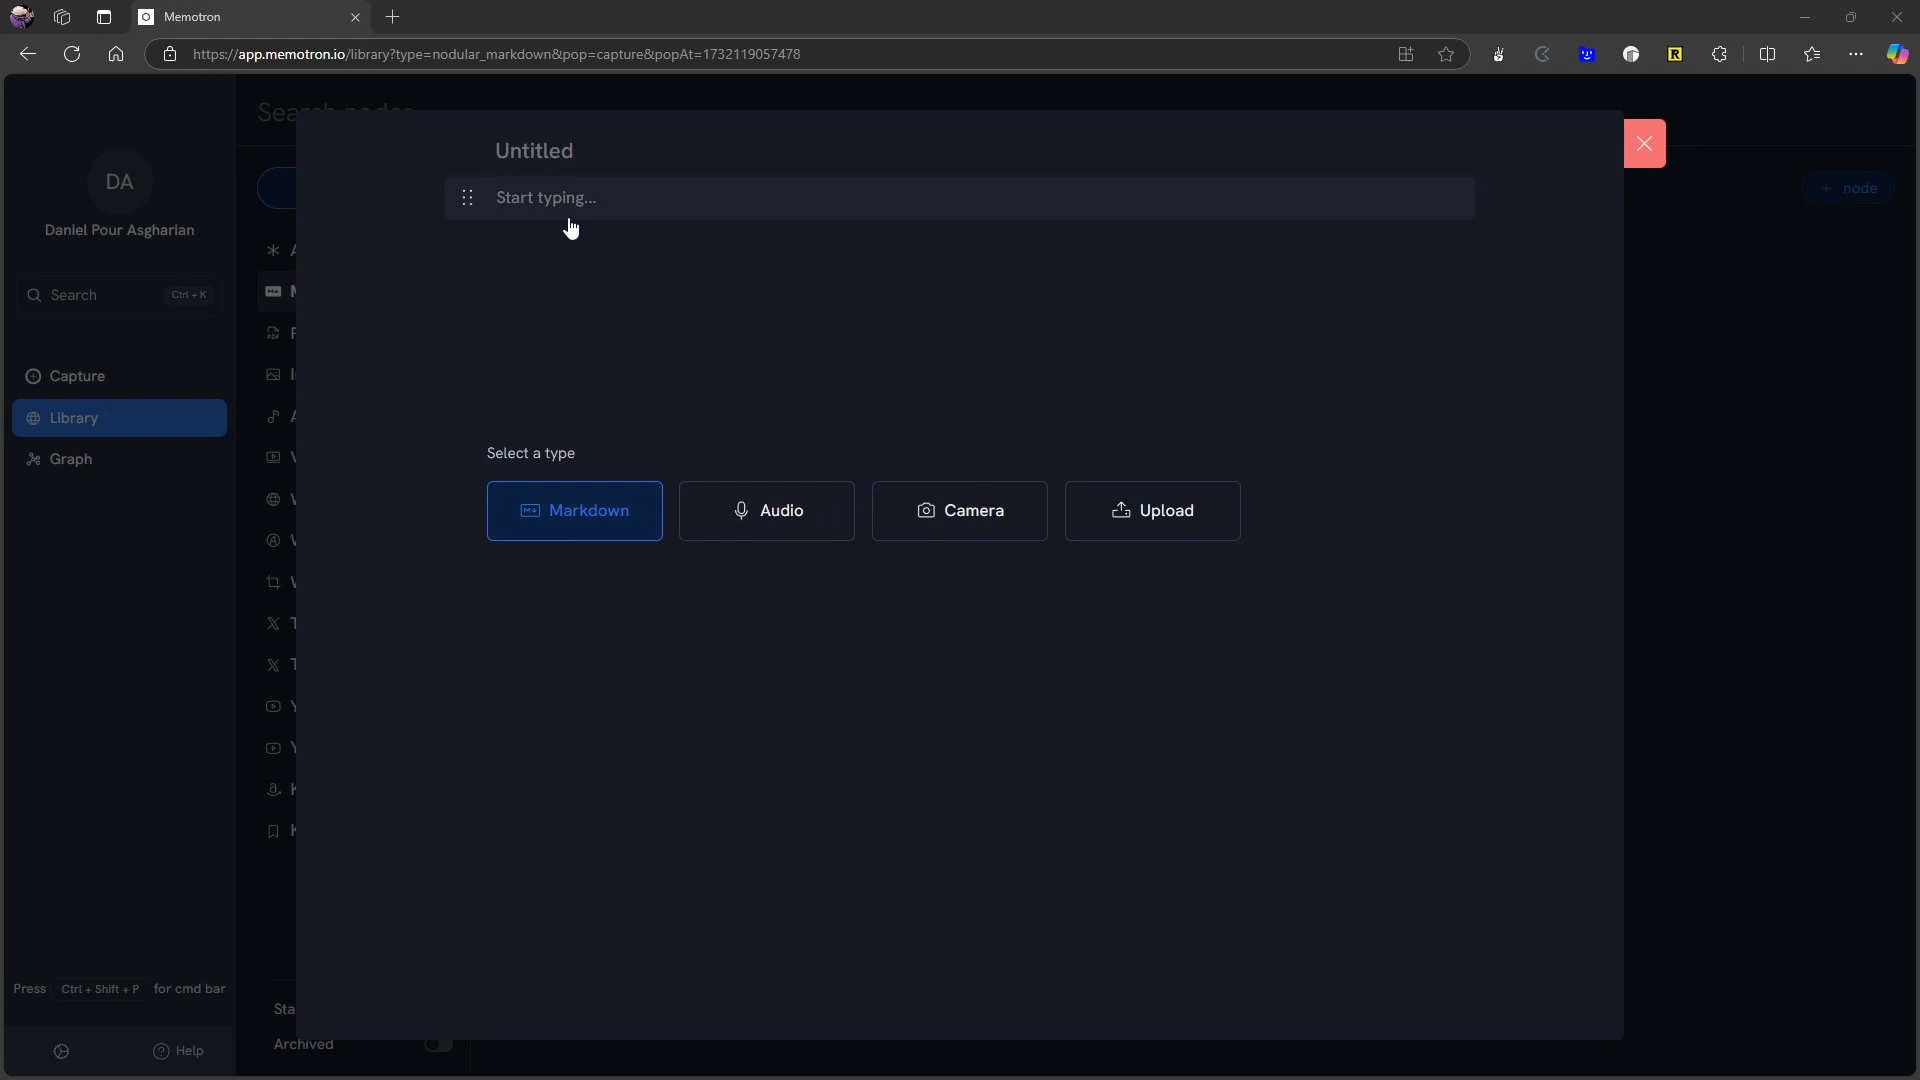 Memotron
https://app.memotron.io/library?type=nodular_markdown&pop=capture&popAt=1732119057478
Search nodes
Untitled
Start typing...
DA
Daniel Pour Asgharian
+ node
Search
Ctrl + K
Capture
Library
Graph
Select a type
Markdown
Audio
Camera
Upload
Press Ctrl + Shift + P for cmd bar
Help
Archived